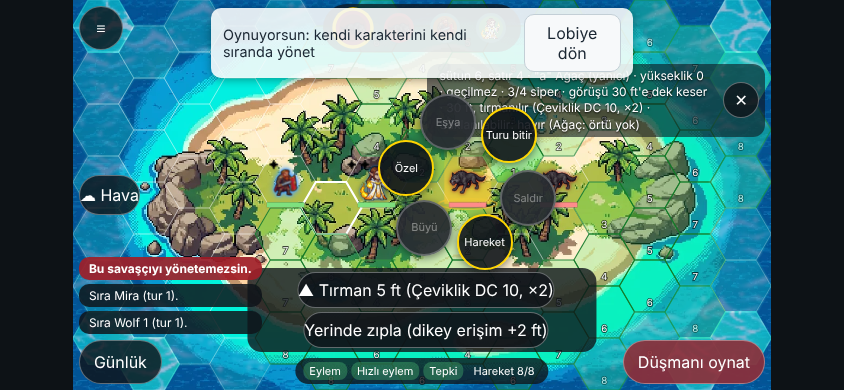 Oynuyorsun: kendi karakterini kendi
sıranda yönet
Lobiye
dön
≡
6
geçilmez · 3/4 siper · görüşü 30 ft'e dek keser
tırmanılır (Çeviklik DC 10, ×2) ·
(Ağaç: örtü yok)
✕
Eşya
Turu bitir
Özel
Saldır
Büyü
Hareket
☁ Hava
Bu savaşçıyı yönetemezsin.
Sıra Mira (tur 1).
Sıra Wolf 1 (tur 1).
▲ Tırman 5 ft (Çeviklik DC 10, ×2)
Yerinde zıpla (dikey erişim +2 ft)
Günlük
Eylem
Hızlı eylem
Tepki
Hareket 8/8
Düşmanı oynat